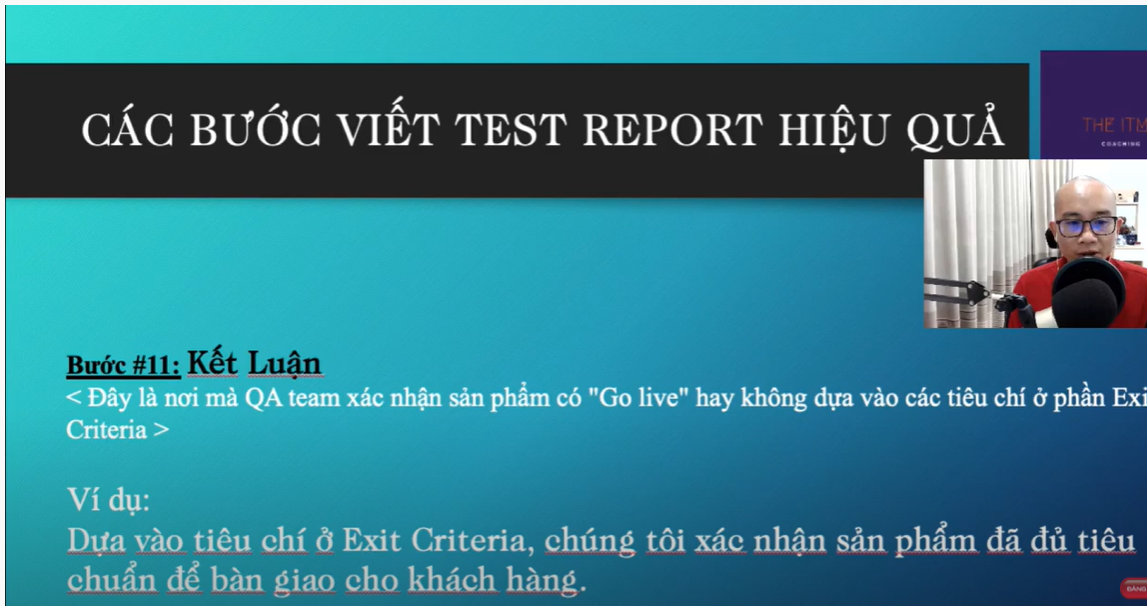 CÁC BƯỚC VIẾT TEST REPORT HIỆU QUẢ
THE ITM
COACHING
Bước #11: Kết Luận
< Đây là nơi mà QA team xác nhận sản phẩm có "Go live" hay không dựa vào các tiêu chí ở phần Exi
Criteria >
Ví dụ:
Dựa vào tiêu chí ở Exit Criteria, chúng tôi xác nhận sản phẩm đã đủ tiêu
chuẩn để bàn giao cho khách hàng.
ĐĂNG